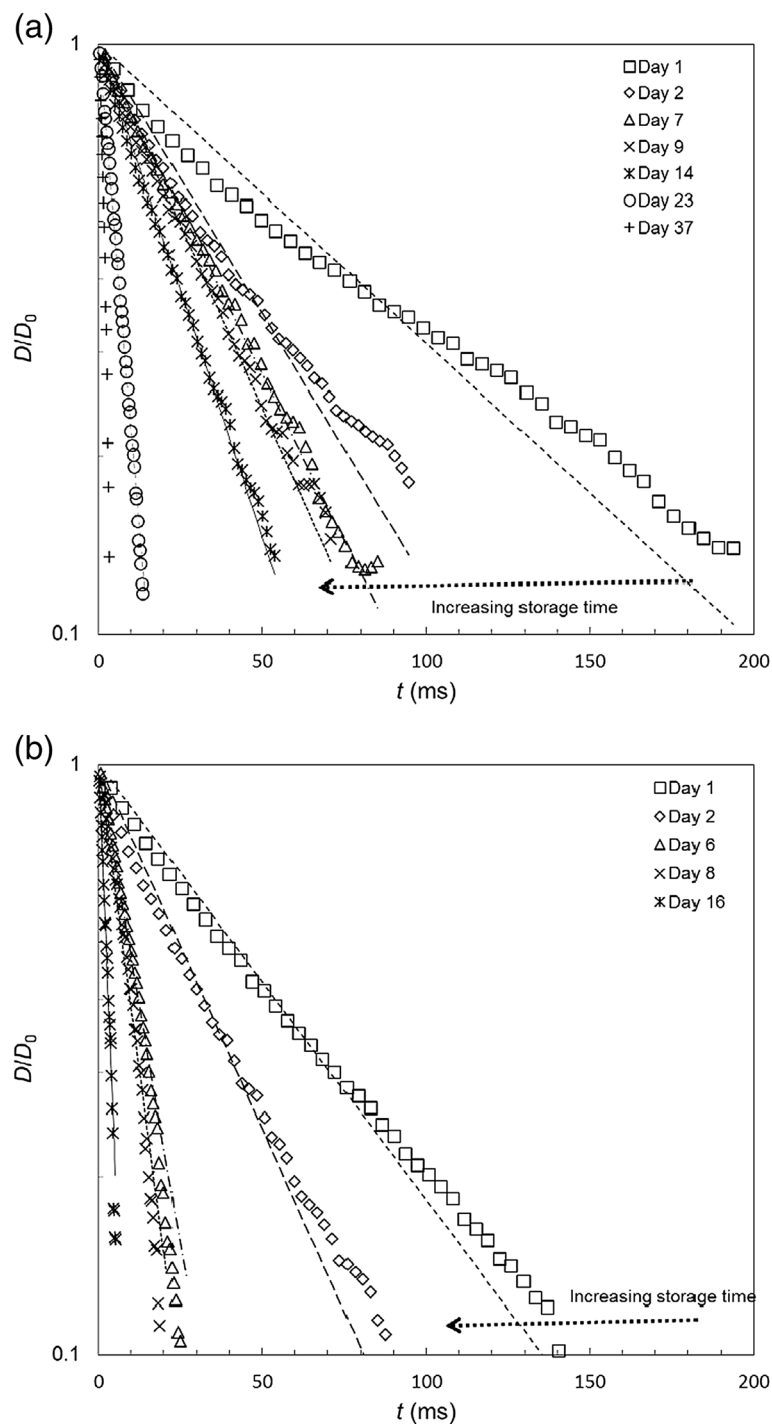 (a)
1
Day 1
Day 2
Day 7
Day 9
Day 14
Day 23
Day 37
D/D0
Increasing storage time
0.1
0 50 100 150 200
t (ms)
(b)
1
Day 1
Day 2
Day 6
Day 8
Day 16
D/D0
Increasing storage time
0.1
0 50 100 150 200
t (ms)